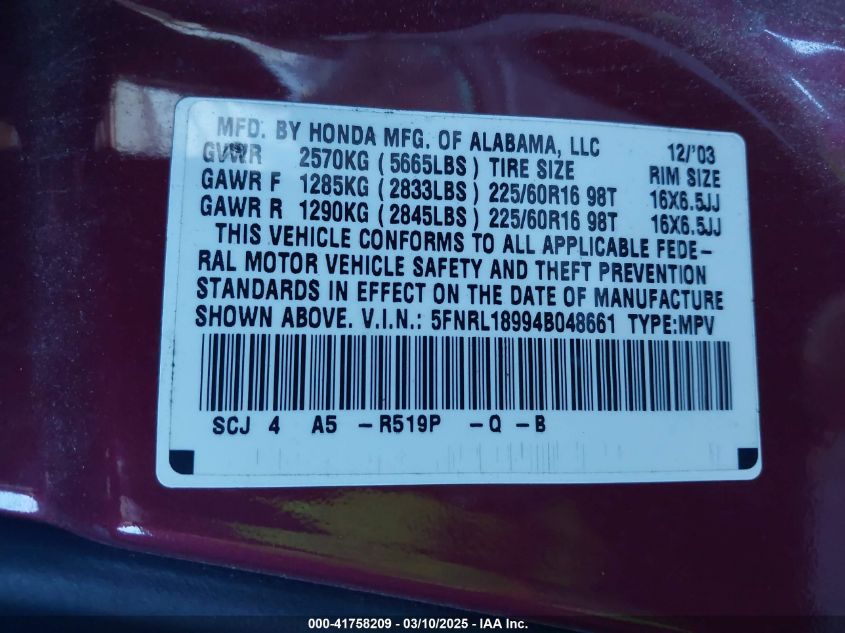 MFD. BY HONDA MFG. OF ALABAMA, LLC 12/'03
GVWR 2570KG (5665LBS) TIRE SIZE RIM SIZE
GAWR F 1285KG (2833LBS) 225/60R16 98T 16X6.5JJ
GAWR R 1290KG (2845LBS) 225/60R16 98T 16X6.5JJ
THIS VEHICLE CONFORMS TO ALL APPLICABLE FEDE-
RAL MOTOR VEHICLE SAFETY AND THEFT PREVENTION
STANDARDS IN EFFECT ON THE DATE OF MANUFACTURE
SHOWN ABOVE. V.I.N.: 5FNRL18994B048661 TYPE:MPV
SCJ 4 A5 -R519P -Q -B
000-41758209 - 03/10/2025 - IAA Inc.